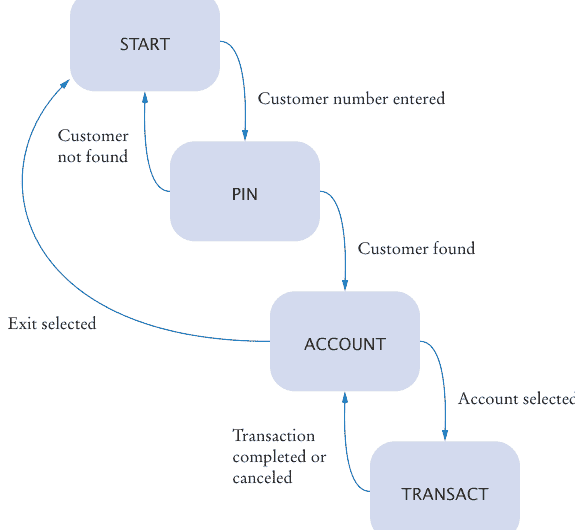 START
Customer number entered
Customer
not found
PIN
Customer found
Exit selected
ACCOUNT
Account selected
Transaction
completed or
canceled
TRANSACT